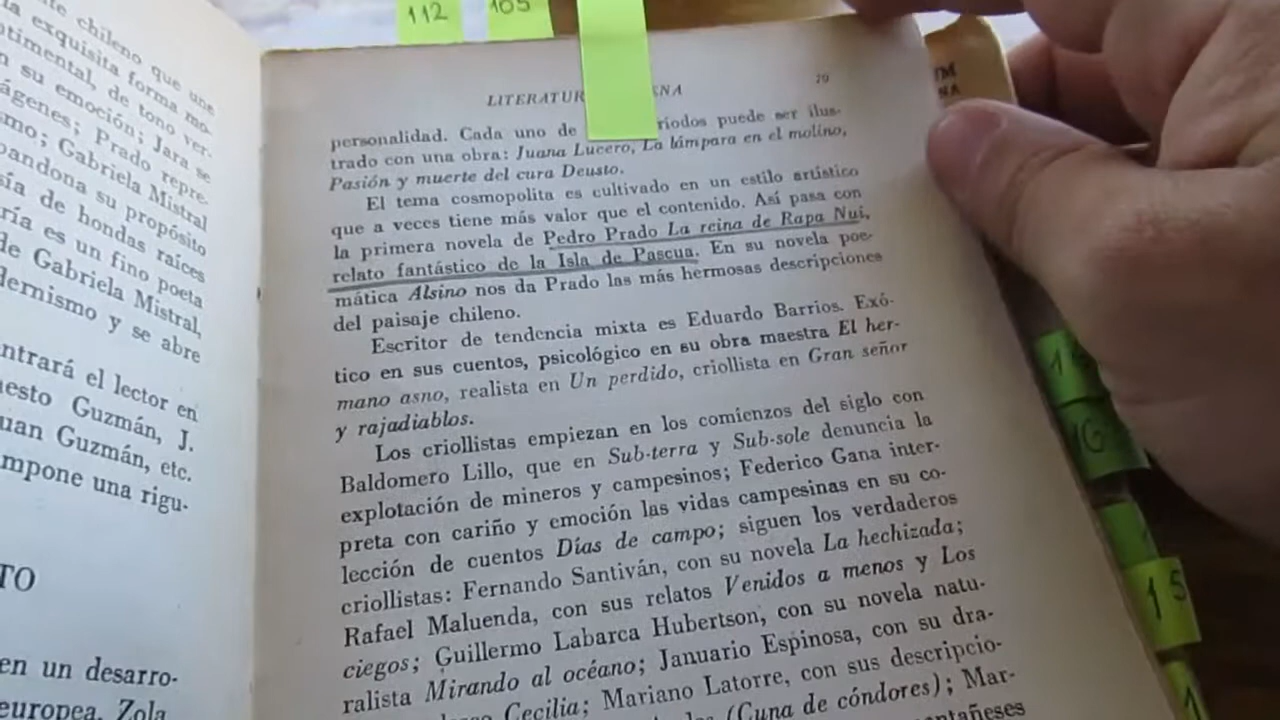 112
105
te chileno que une
la exquisita forma mo-
timental, de tono ver-
n su emoción; Jara se
ágenes; Prado repre-
smo; Gabriela Mistral
bandona su propósito
sía de hondas raíces
ría es un fino poeta
de Gabriela Mistral,
dernismo y se abre
ntrará el lector en
nesto Guzmán, J.
uan Guzmán, etc.
mpone una rigu-
TO
en un desarro-
europea. Zola
LITERATUR ENA
personalidad. Cada uno de ríodos puede ser ilus-
trado con una obra: Juana Lucero, La lámpara en el molino,
Pasión y muerte del cura Deusto.
El tema cosmopolita es cultivado en un estilo artístico
que a veces tiene más valor que el contenido. Así pasa con
la primera novela de Pedro Prado La reina de Rapa Nui,
relato fantástico de la Isla de Pascua. En su novela poe-
mática Alsino nos da Prado las más hermosas descripciones
del paisaje chileno.
Escritor de tendencia mixta es Eduardo Barrios. Exó-
tico en sus cuentos, psicológico en su obra maestra El her-
mano asno, realista en Un perdido, criollista en Gran señor
y rajadiablos.
Los criollistas empiezan en los comienzos del siglo con
Baldomero Lillo, que en Sub-terra y Sub-sole denuncia la
explotación de mineros y campesinos; Federico Gana inter-
preta con cariño y emoción las vidas campesinas en su co-
lección de cuentos Días de campo; siguen los verdaderos
criollistas: Fernando Santiván, con su novela La hechizada;
Rafael Maluenda, con sus relatos Venidos a menos y Los
ciegos; Guillermo Labarca Hubertson, con su novela natu-
ralista Mirando al océano; Januario Espinosa, con su dra-
Cecilia; Mariano Latorre, con sus descripcio-
(Cuna de cóndores); Mar-
ntañeses
15